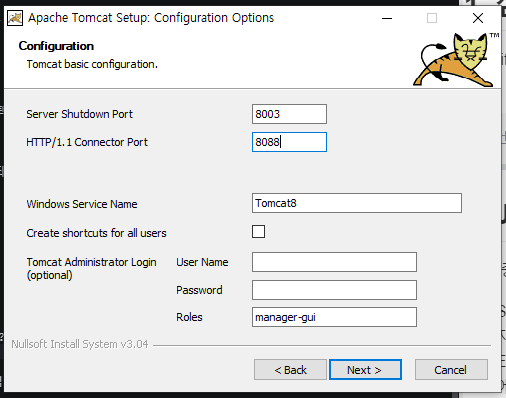 Apache Tomcat Setup: Configuration Options
Configuration
Tomcat basic configuration.
TM
Server Shutdown Port 8003
HTTP/1.1 Connector Port 8088
Windows Service Name Tomcat8
Create shortcuts for all users
Tomcat Administrator Login User Name
(optional)
Password
Roles manager-gui
Nullsoft Install System v3.04
< Back Next > Cancel